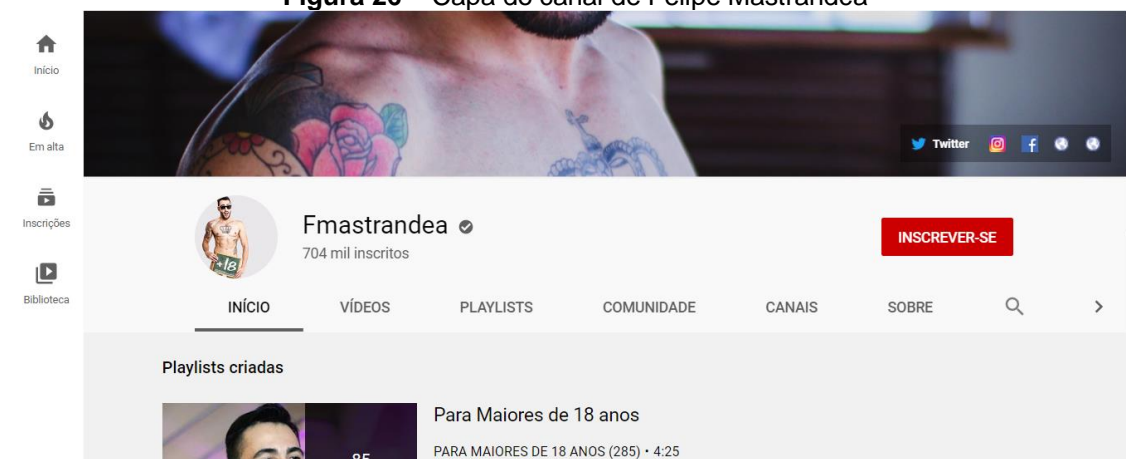 Figura 20 – Capa do canal de Felipe Mastrandea
Início
Em alta
Inscrições
Biblioteca
Twitter
Fmastrandea
704 mil inscritos
INSCREVER-SE
+18
INÍCIO
VÍDEOS
PLAYLISTS
COMUNIDADE
CANAIS
SOBRE
Playlists criadas
85
Para Maiores de 18 anos
PARA MAIORES DE 18 ANOS (285) • 4:25